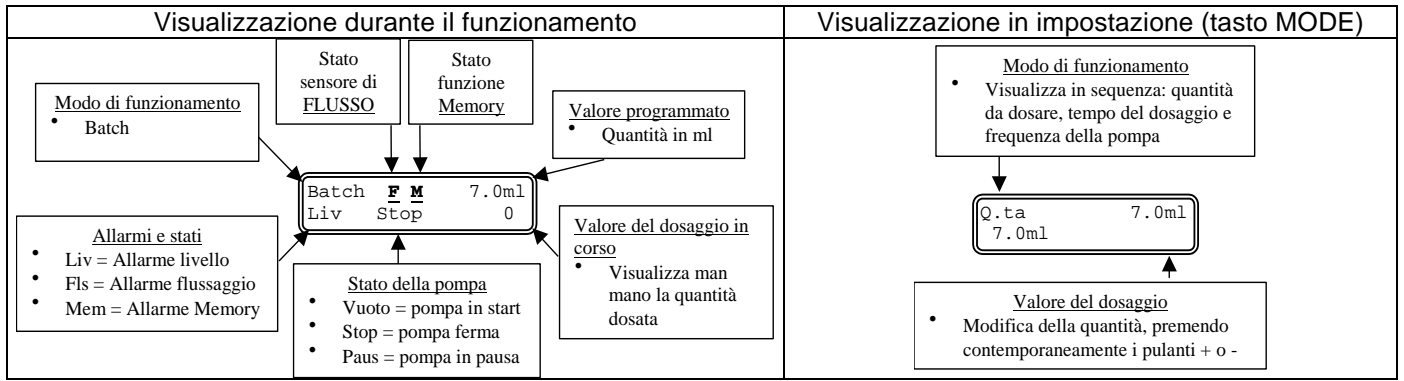 Visualizzazione durante il funzionamento
Visualizzazione in impostazione (tasto MODE)
Stato
sensore di
FLUSSO
Stato
funzione
Memory
Modo di funzionamento
• Batch
Valore programmato
• Quantità in ml
Batch F M 7.0ml
Liv Stop 0
Allarmi e stati
• Liv = Allarme livello
• Fls = Allarme flussaggio
• Mem = Allarme Memory
Stato della pompa
• Vuoto = pompa in start
• Stop = pompa ferma
• Paus = pompa in pausa
Valore del dosaggio in
corso
• Visualizza man
mano la quantità
dosata
Modo di funzionamento
• Visualizza in sequenza: quantità
da dosare, tempo del dosaggio e
frequenza della pompa
Q.ta 7.0ml
7.0ml
Valore del dosaggio
• Modifica della quantità, premendo
contemporaneamente i pulanti + o -